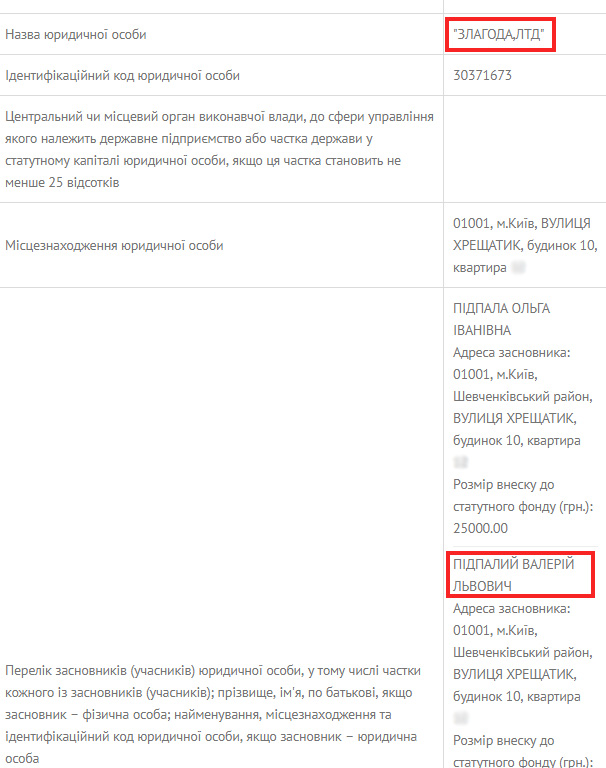 Назва юридичної особи
"ЗЛАГОДА,ЛТД"
Ідентифікаційний код юридичної особи
30371673
Центральний чи місцевий орган виконавчої влади, до сфери управління
якого належить державне підприємство або частка держави у
статутному капіталі юридичної особи, якщо ця частка становить не
менше 25 відсотків
Місцезнаходження юридичної особи
01001, м.Київ, ВУЛИЦЯ
ХРЕЩАТИК, будинок 10,
квартира
Перелік засновників (учасників) юридичної особи, у тому числі частки
кожного із засновників (учасників); прізвище, ім'я, по батькові, якщо
засновник – фізична особа; найменування, місцезнаходження та
ідентифікаційний код юридичної особи, якщо засновник – юридична
особа
ПІДПАЛА ОЛЬГА
ІВАНІВНА
Адреса засновника:
01001, м.Київ,
Шевченківський район,
ВУЛИЦЯ ХРЕЩАТИК,
будинок 10, квартира
Розмір внеску до
статутного фонду (грн.):
25000.00
ПІДПАЛИЙ ВАЛЕРІЙ
ЛЬВОВИЧ
Адреса засновника:
01001, м.Київ,
Шевченківський район,
ВУЛИЦЯ ХРЕЩАТИК,
будинок 10, квартира
Розмір внеску до
статутного фонду (грн.):